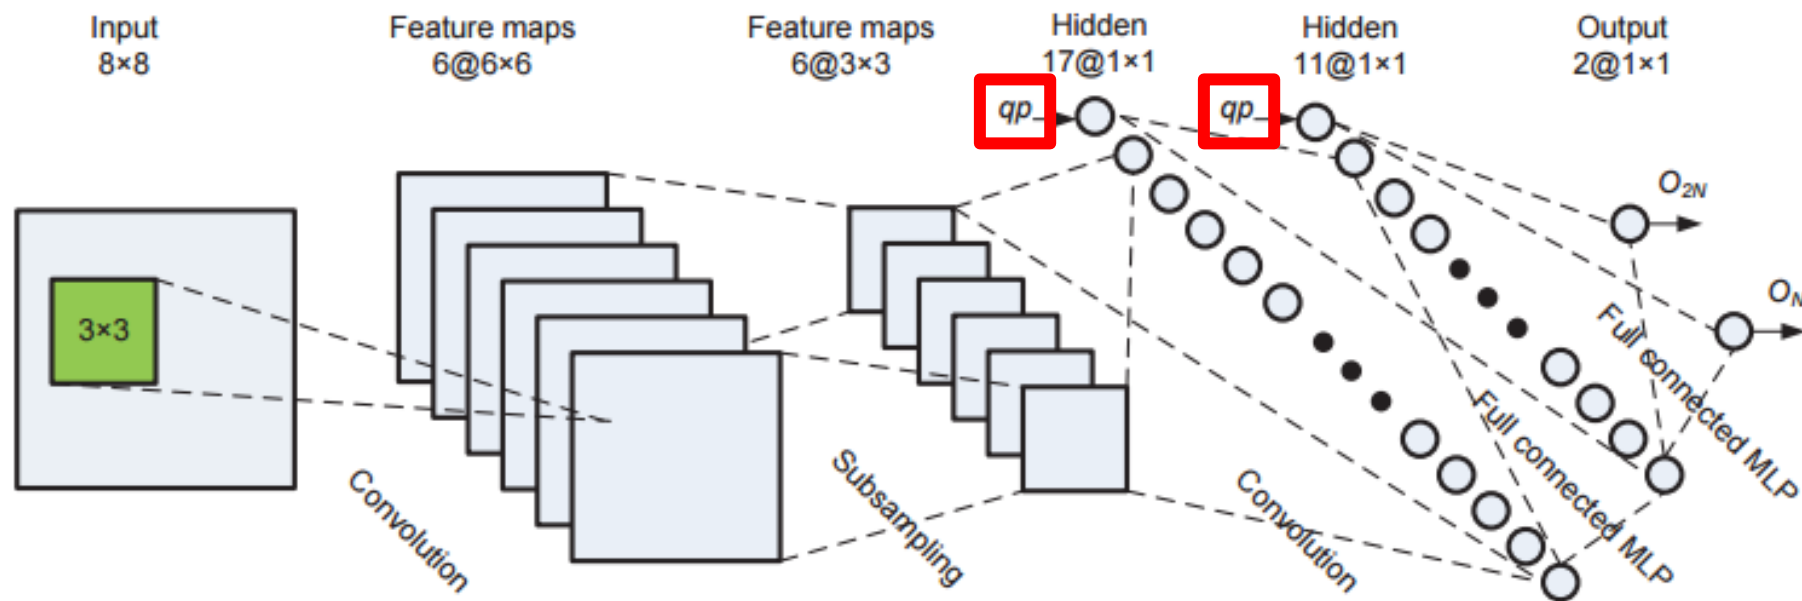 Input
8×8
Feature maps
6@6×6
Feature maps
6@3×3
Hidden
17@1×1
Hidden
11@1×1
Output
2@1×1
qp
qp
3×3
O2N
ON
Convolution
Subsampling
Convolution
Full connected MLP
Full connected MLP